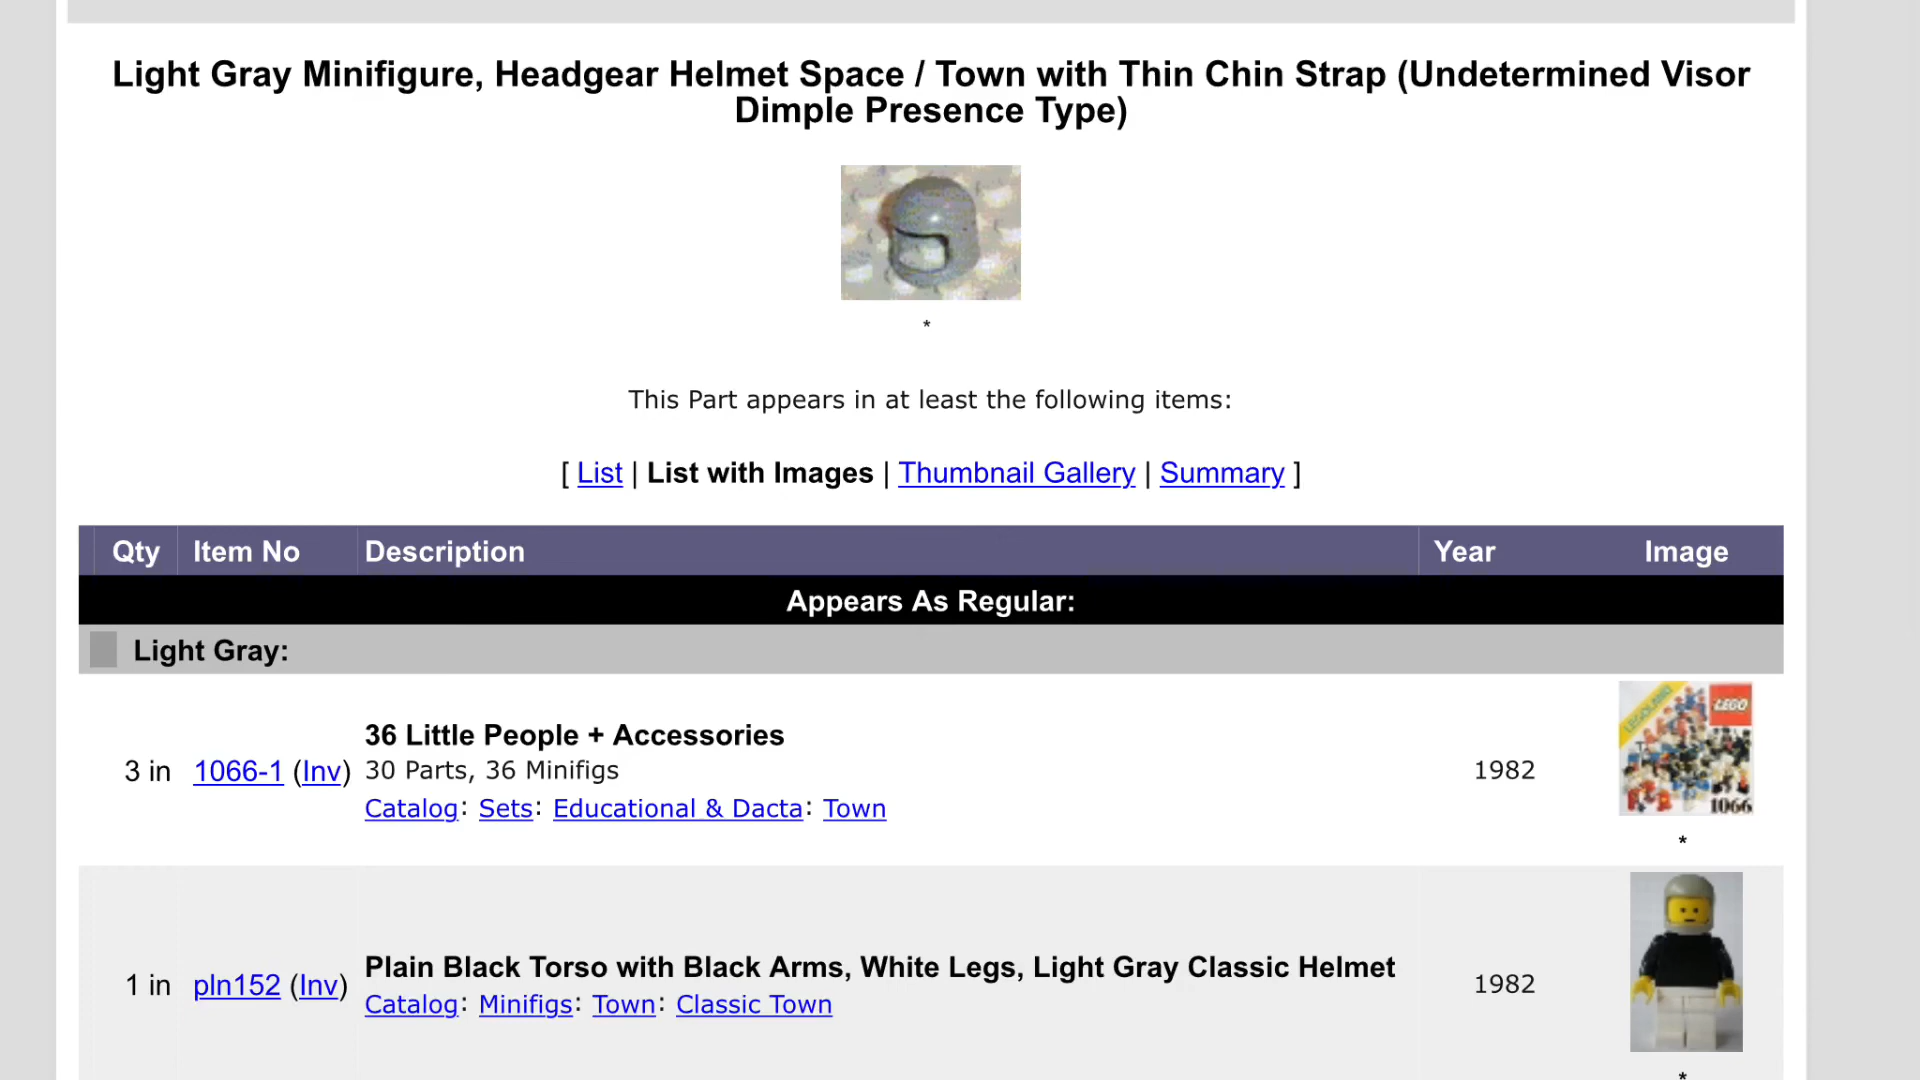 Light Gray Minifigure, Headgear Helmet Space / Town with Thin Chin Strap (Undetermined Visor
Dimple Presence Type)
*
This Part appears in at least the following items:
[ List | List with Images | Thumbnail Gallery | Summary ]
Qty Item No Description Year Image
Appears As Regular:
Light Gray:
3 in 1066-1 (Inv)
36 Little People + Accessories
30 Parts, 36 Minifigs
Catalog: Sets: Educational & Dacta: Town
1982
LEGOLAND
LEGO
1066
*
1 in pln152 (Inv)
Plain Black Torso with Black Arms, White Legs, Light Gray Classic Helmet
Catalog: Minifigs: Town: Classic Town
1982
*